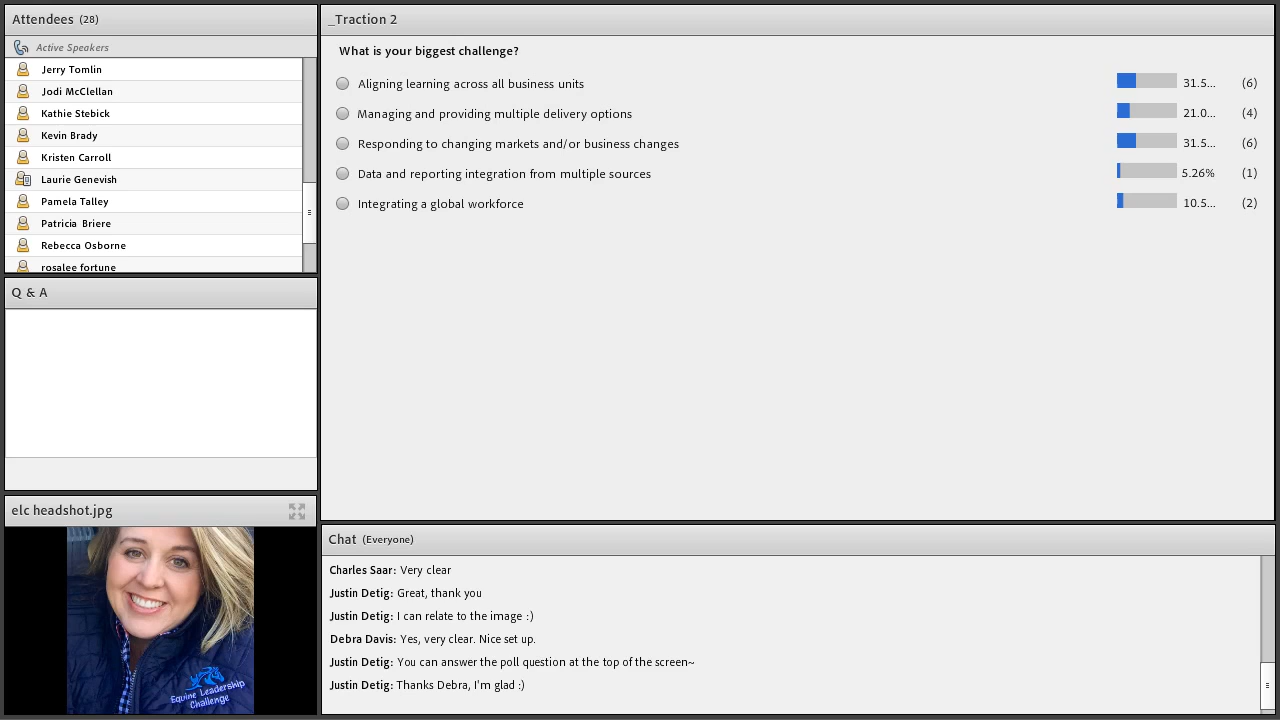 Attendees (28)
Active Speakers
Jerry Tomlin
Jodi McClellan
Kathie Stebick
Kevin Brady
Kristen Carroll
Laurie Genevish
Pamela Talley
Patricia Briere
Rebecca Osborne
rosalee fortune
Q & A
elc headshot.jpg
Equine Leadership
Challenge
_Traction 2
What is your biggest challenge?
Aligning learning across all business units 31.5... (6)
Managing and providing multiple delivery options 21.0... (4)
Responding to changing markets and/or business changes 31.5... (6)
Data and reporting integration from multiple sources 5.26% (1)
Integrating a global workforce 10.5... (2)
Chat (Everyone)
Charles Saar: Very clear
Justin Detig: Great, thank you
Justin Detig: I can relate to the image :)
Debra Davis: Yes, very clear. Nice set up.
Justin Detig: You can answer the poll question at the top of the screen~
Justin Detig: Thanks Debra, I'm glad :)